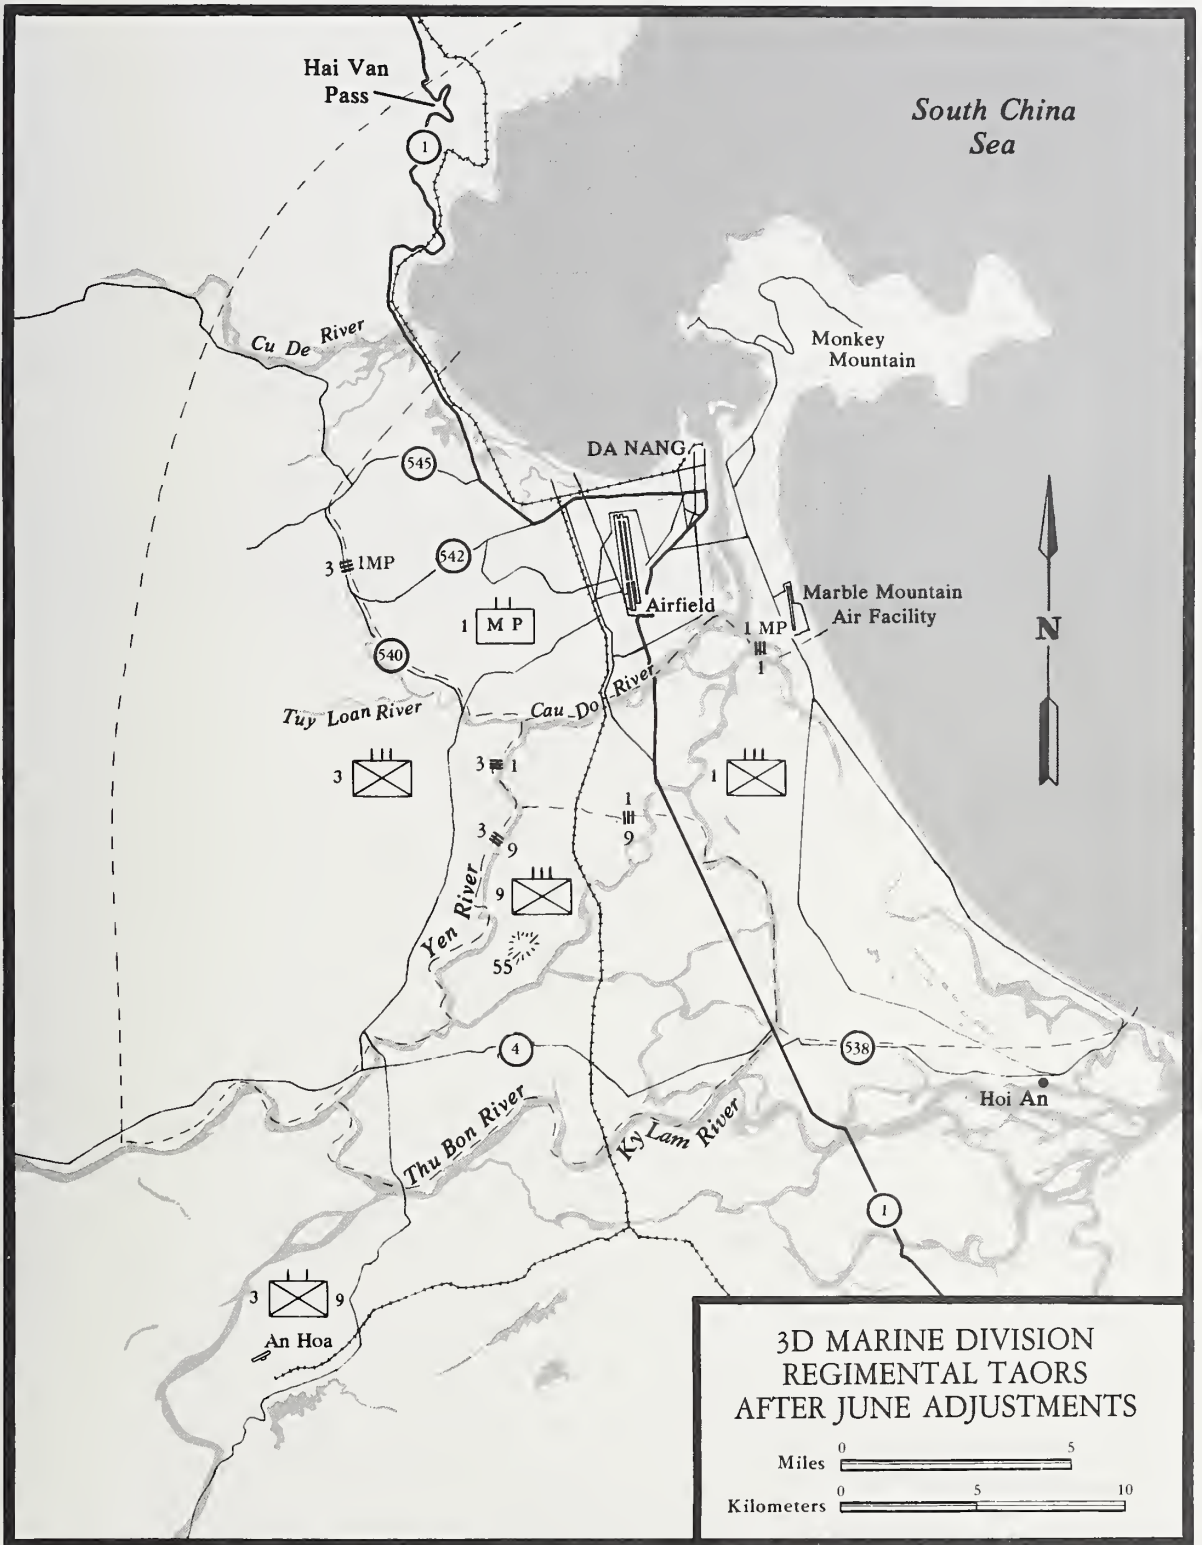 Hai Van
Pass
1
South China
Sea
Cu De River
Monkey
Mountain
DA NANG
545
542
3 1MP
1 M P
Airfield
Marble Mountain
Air Facility
1 MP
1
N
540
Tuy Loan River
Cau Do River
3
3 1
1
1
9
3
9
9
Yen River
55
4
538
Hoi An
Thu Bon River
Ky Lam River
1
3 9
An Hoa
3D MARINE DIVISION
REGIMENTAL TAORS
AFTER JUNE ADJUSTMENTS
0 5
Miles
0 5 10
Kilometers